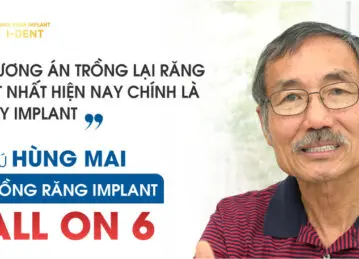 I-DENT
ƯƠNG ÁN TRỒNG LẠI RĂNG
T NHẤT HIỆN NAY CHÍNH LÀ
Y IMPLANT
Ú HÙNG MAI
ỒNG RĂNG IMPLANT
ALL ON 6